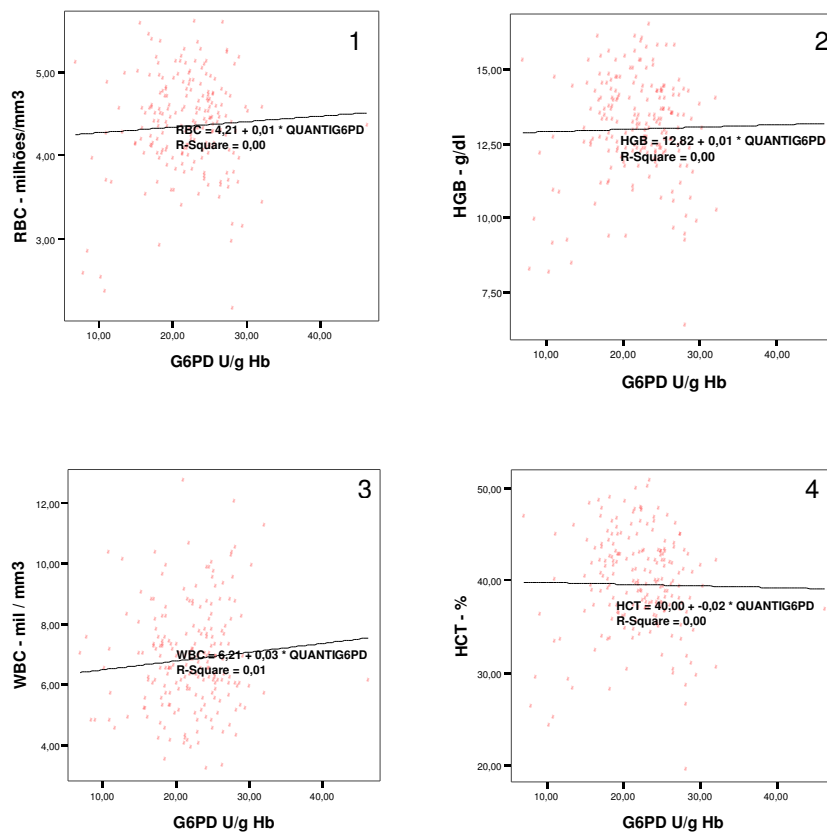 1
RBC - milhões/mm3
5,00
4,00
3,00
RBC = 4,21 + 0,01 * QUANTIG6PD
R-Square = 0,00
10,00 20,00 30,00 40,00
G6PD U/g Hb
2
HGB - g/dl
15,00
12,50
10,00
7,50
HGB = 12,82 + 0,01 * QUANTIG6PD
R-Square = 0,00
10,00 20,00 30,00 40,00
G6PD U/g Hb
3
WBC - mil / mm3
12,00
10,00
8,00
6,00
4,00
WBC = 6,21 + 0,03 * QUANTIG6PD
R-Square = 0,01
10,00 20,00 30,00 40,00
G6PD U/g Hb
4
HCT - %
50,00
40,00
30,00
20,00
HCT = 40,00 + -0,02 * QUANTIG6PD
R-Square = 0,00
10,00 20,00 30,00 40,00
G6PD U/g Hb